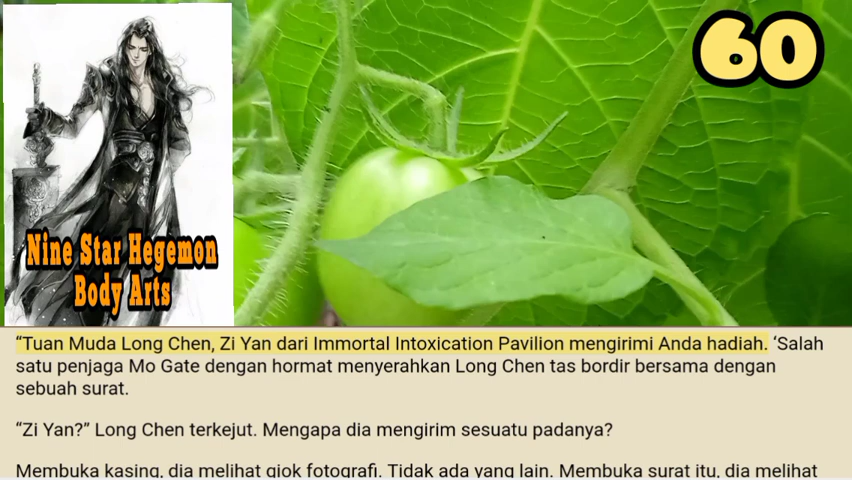 60
Nine Star Hegemon
Body Arts
“Tuan Muda Long Chen, Zi Yan dari Immortal Intoxication Pavilion mengirimi Anda hadiah. ‘Salah
satu penjaga Mo Gate dengan hormat menyerahkan Long Chen tas bordir bersama dengan
sebuah surat.
“Zi Yan?” Long Chen terkejut. Mengapa dia mengirim sesuatu padanya?
Membuka kasing, dia melihat giok fotografi. Tidak ada yang lain. Membuka surat itu, dia melihat